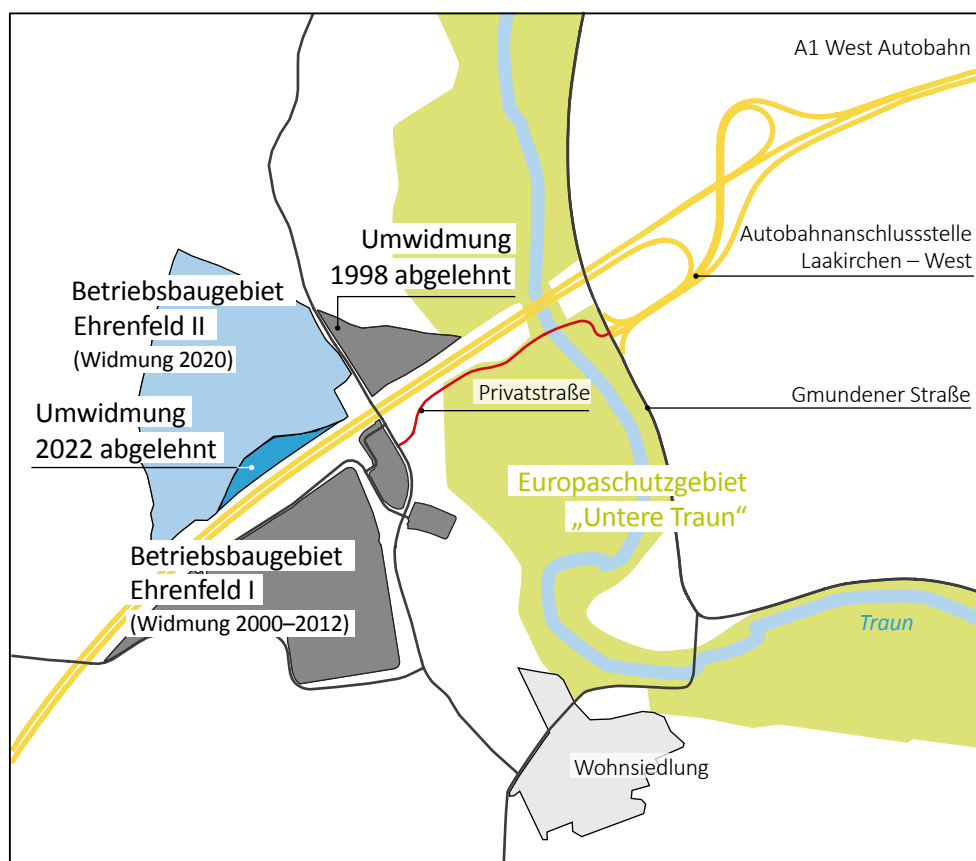 A1 West Autobahn
Umwidmung
1998 abgelehnt
Autobahnanschlussstelle
Laakirchen – West
Betriebsbaugebiet
Ehrenfeld II
(Widmung 2020)
Privatstraße
Gmundener Straße
Umwidmung
2022 abgelehnt
Europaschutzgebiet
„Untere Traun“
Betriebsbaugebiet
Ehrenfeld I
(Widmung 2000–2012)
Traun
Wohnsiedlung